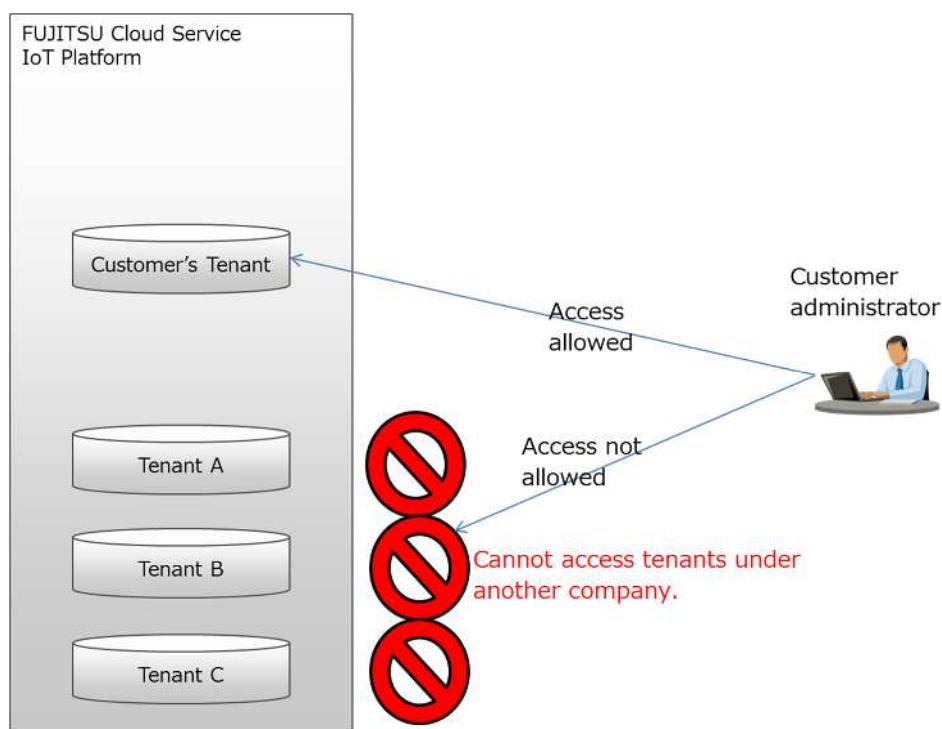 FUJITSU Cloud Service
IoT Platform
Customer's Tenant
Customer
administrator
Access
allowed
Tenant A
Access not
allowed
Tenant B
Cannot access tenants under
another company.
Tenant C